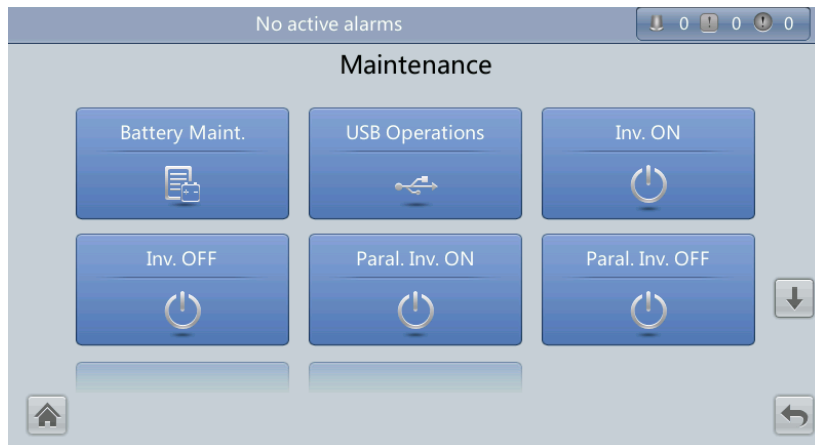 No active alarms 0 0 0
Maintenance
Battery Maint. USB Operations Inv. ON
Inv. OFF Paral. Inv. ON Paral. Inv. OFF